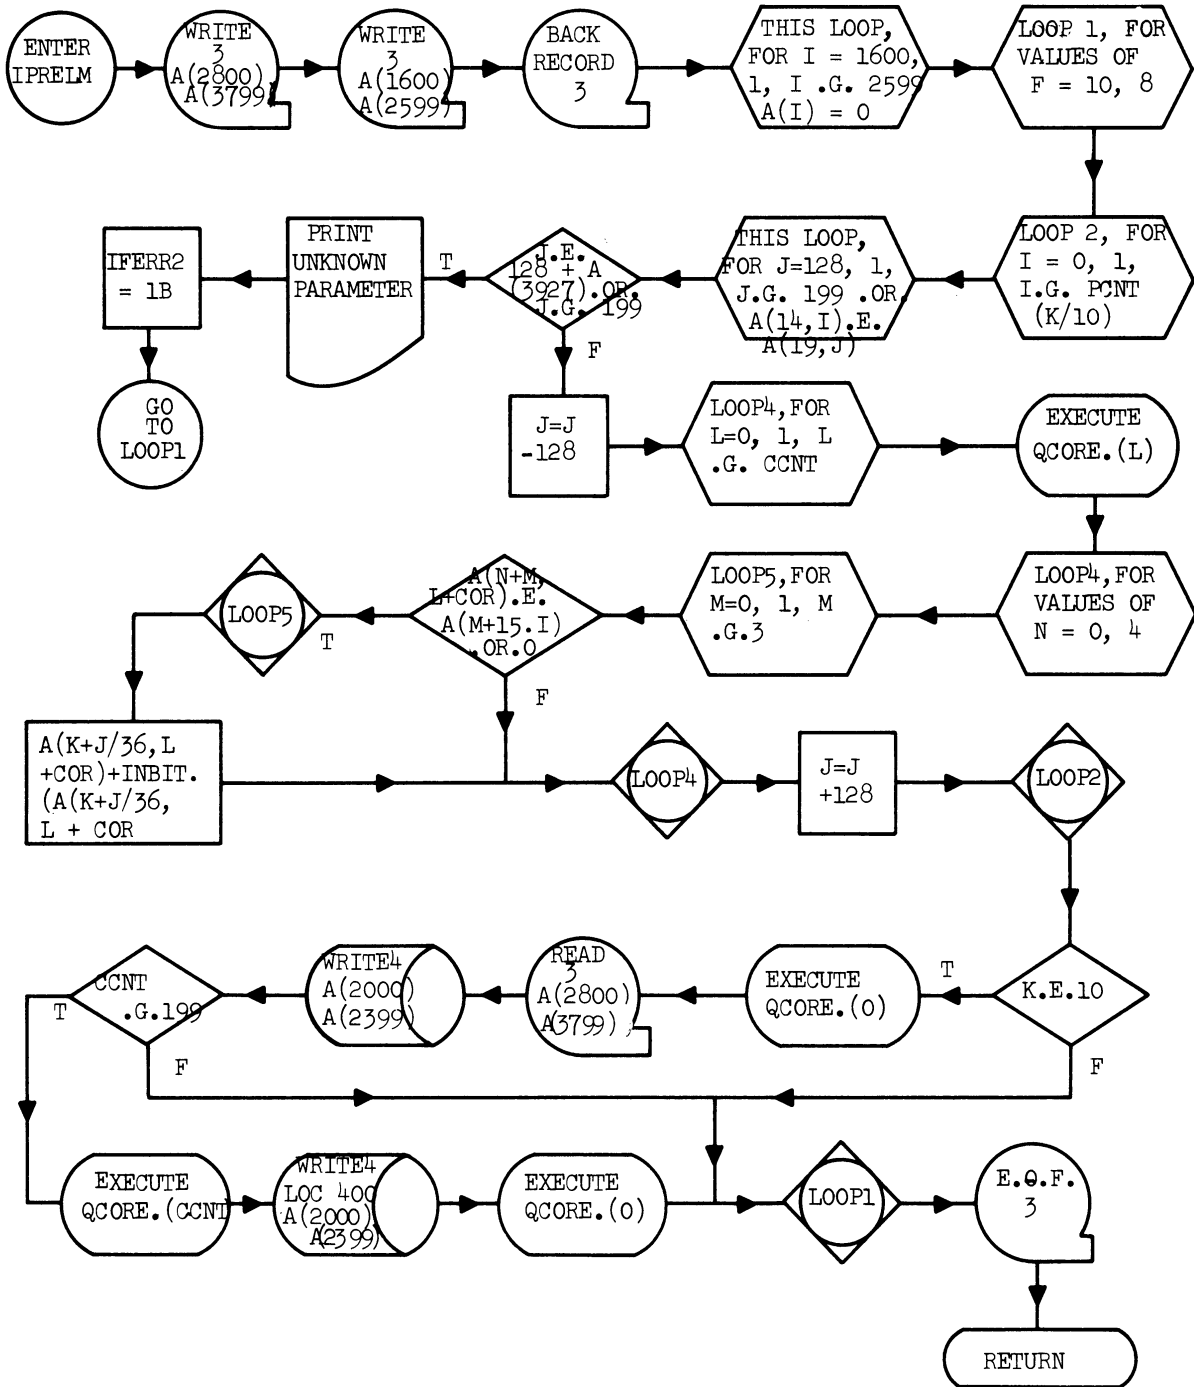 ENTER
IPRELM
WRITE
3
A(2800)
A(3799)
WRITE
3
A(1600)
A(2599)
BACK
RECORD
3
THIS LOOP,
FOR I = 1600,
1, I .G. 2599
A(I) = 0
LOOP 1, FOR
VALUES OF
F = 10, 8
LOOP 2, FOR
I = 0, 1,
I.G. PCNT
(K/10)
THIS LOOP,
FOR J=128, 1,
J.G. 199 .OR.
A(14,I).E.
A(19,J)
J.E.
128 + A
(3927).OR.
J.G. 199
T
F
PRINT
UNKNOWN
PARAMETER
IFERR2
= 1B
GO
TO
LOOP1
J=J
-128
LOOP4,FOR
L=0, 1, L
.G. CCNT
EXECUTE
QCORE.(L)
LOOP4,FOR
VALUES OF
N = 0, 4
LOOP5,FOR
M=0, 1, M
.G.3
A(N+M,
L+COR).E.
A(M+15.I)
.OR.0
T
F
LOOP5
A(K+J/36,L
+COR)+INBIT.
(A(K+J/36,
L + COR
LOOP4
J=J
+128
LOOP2
K.E.10
T
F
EXECUTE
QCORE.(0)
READ
3
A(2800)
A(3799),
WRITE4
A(2000)
A(2399)
CCNT
.G.199
T
F
EXECUTE
QCORE.(CCNT)
WRITE4
LOC 400
A(2000)
A(2399)
EXECUTE
QCORE.(0)
LOOP1
E.O.F.
3
RETURN